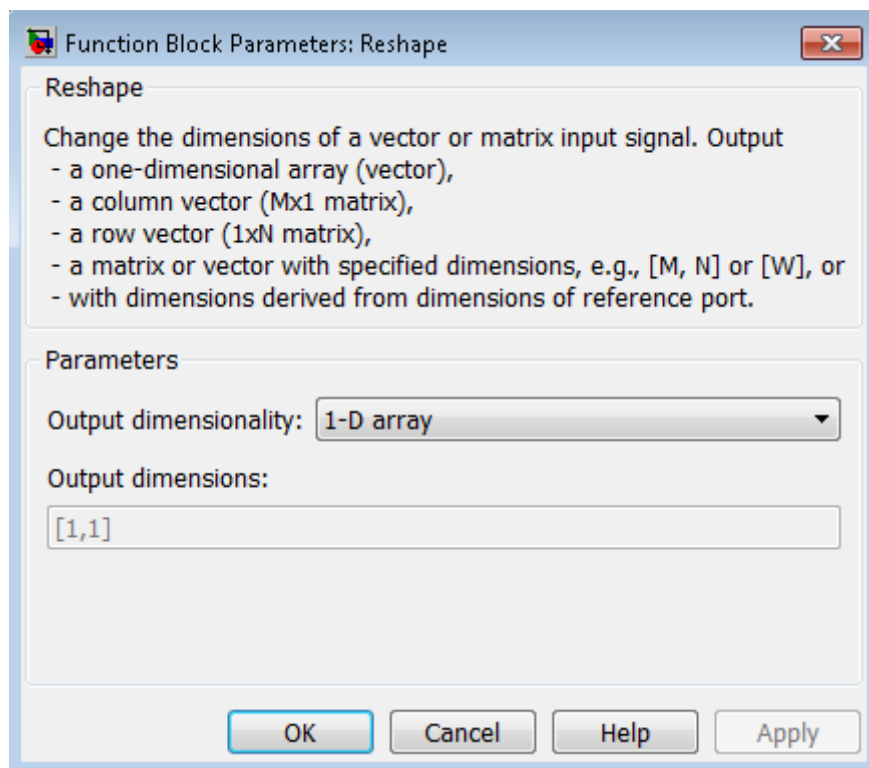 Function Block Parameters: Reshape
Reshape
Change the dimensions of a vector or matrix input signal. Output
- a one-dimensional array (vector),
- a column vector (Mx1 matrix),
- a row vector (1xN matrix),
- a matrix or vector with specified dimensions, e.g., [M, N] or [W], or
- with dimensions derived from dimensions of reference port.
Parameters
Output dimensionality: 1-D array
Output dimensions:
[1,1]
OK Cancel Help Apply